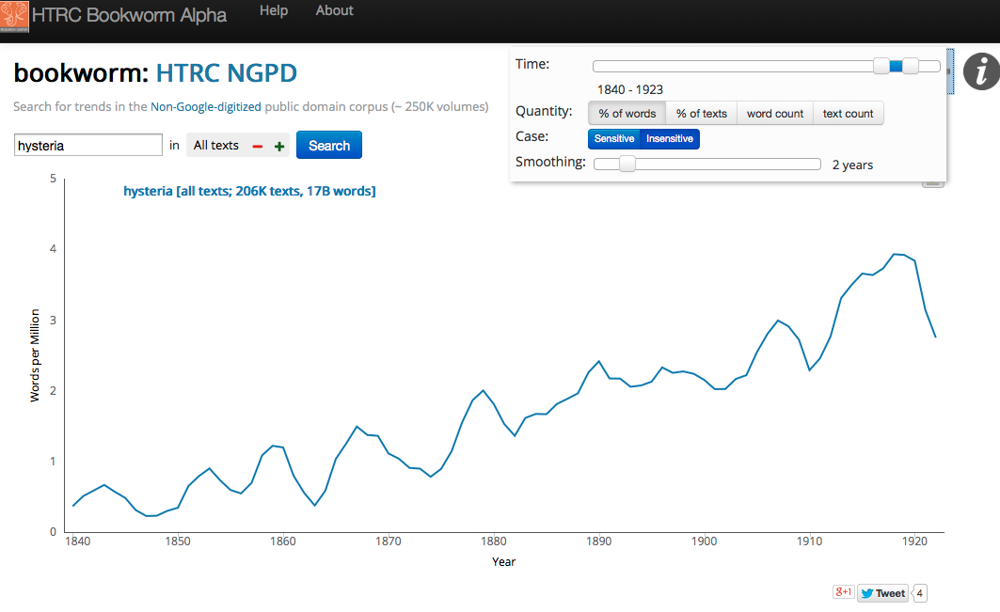 HTRC Bookworm Alpha Help About
bookworm: HTRC NGPD
Search for trends in the Non-Google-digitized public domain corpus (~ 250K volumes)
hysteria in All texts − + Search
Time:
1840 - 1923
Quantity: % of words % of texts word count text count
Case: Sensitive Insensitive
Smoothing: 2 years
i
hysteria [all texts; 206K texts, 17B words]
Words per Million
5
4
3
2
1
0
1840 1850 1860 1870 1880 1890 1900 1910 1920
Year
g+1 Tweet 4